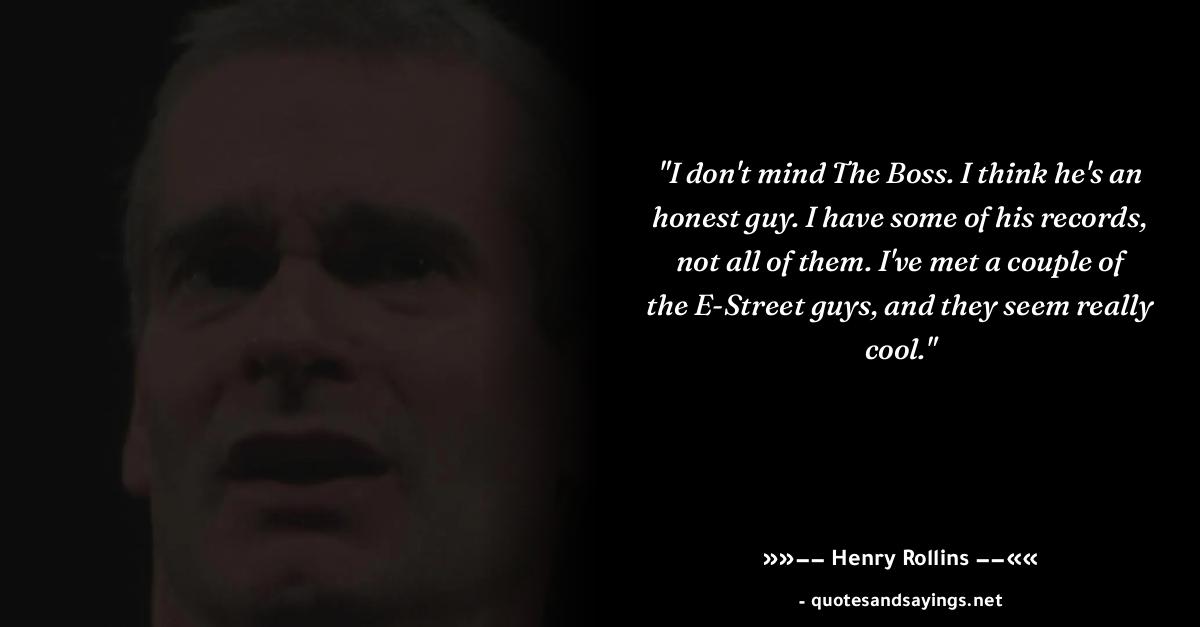 "I don't mind The Boss. I think he's an
honest guy. I have some of his records,
not all of them. I've met a couple of
the E-Street guys, and they seem really
cool."
»»−− Henry Rollins −−««
- quotesandsayings.net